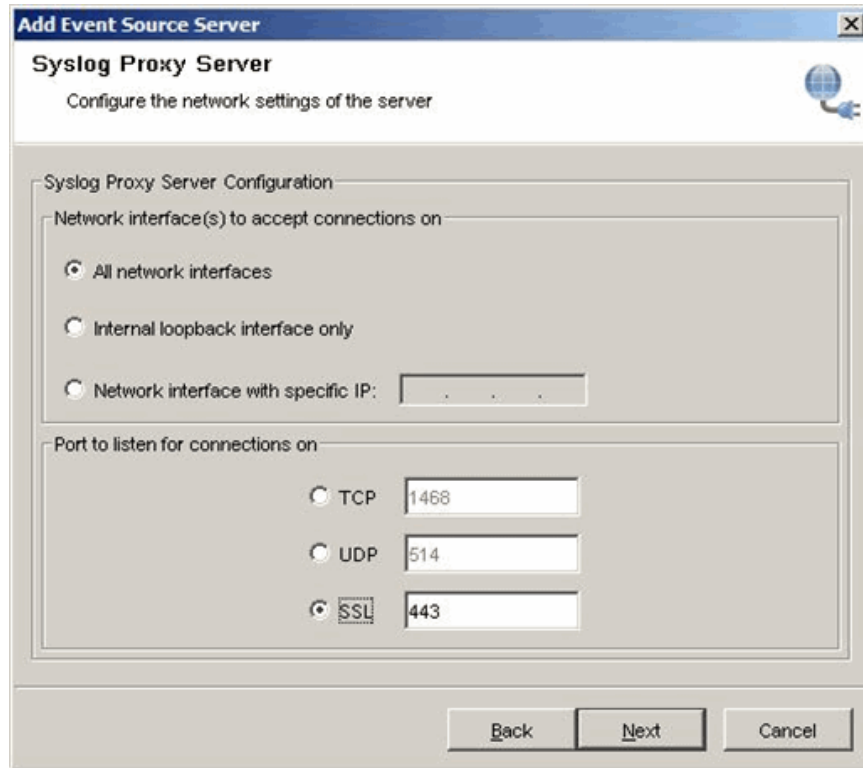 Add Event Source Server
Syslog Proxy Server
Configure the network settings of the server
Syslog Proxy Server Configuration
Network interface(s) to accept connections on
All network interfaces
Internal loopback interface only
Network interface with specific IP: . . .
Port to listen for connections on
TCP 1468
UDP 514
SSL 443
Back Next Cancel